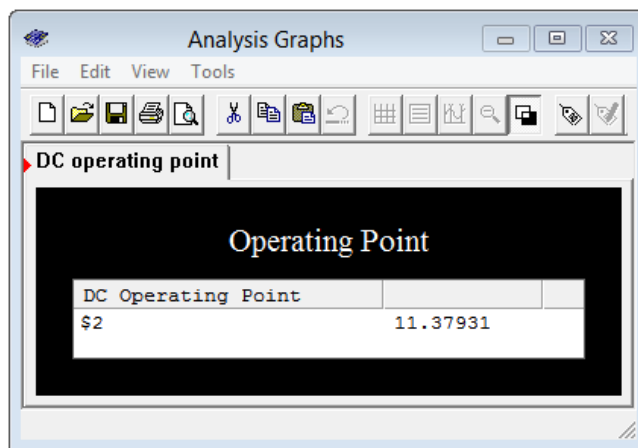 Analysis Graphs
File Edit View Tools
DC operating point
Operating Point
DC Operating Point
$2 11.37931